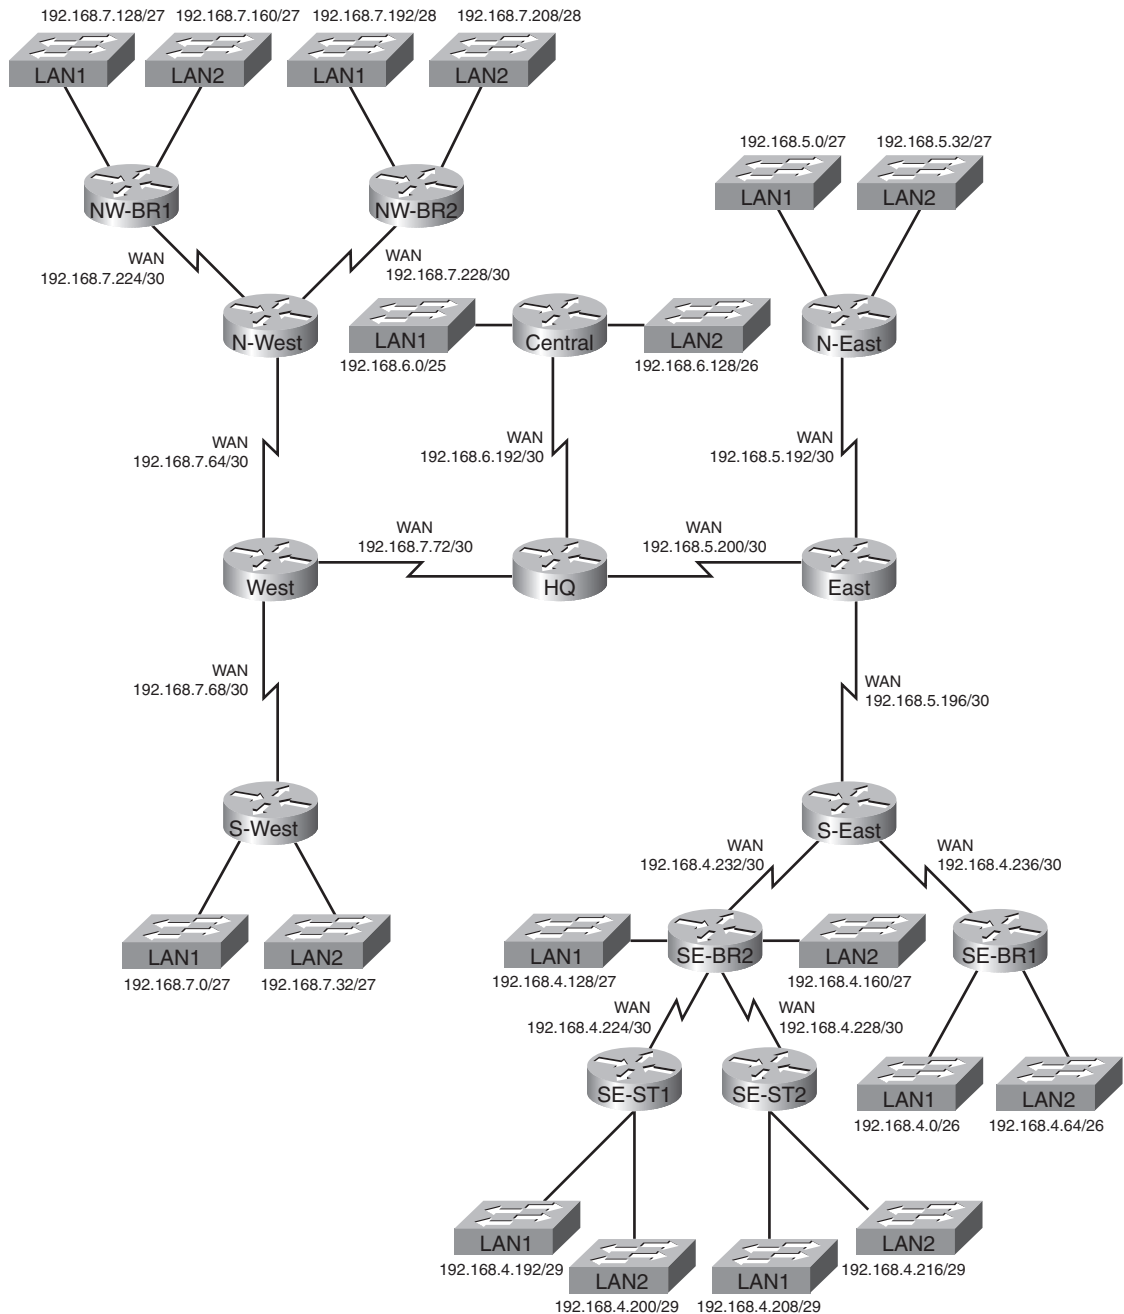 192.168.7.128/27
192.168.7.160/27
192.168.7.192/28
192.168.7.208/28
LAN1
LAN2
LAN1
LAN2
192.168.5.0/27
192.168.5.32/27
LAN1
LAN2
NW-BR1
NW-BR2
WAN
192.168.7.224/30
WAN
192.168.7.228/30
N-West
LAN1
192.168.6.0/25
Central
LAN2
192.168.6.128/26
N-East
WAN
192.168.7.64/30
WAN
192.168.6.192/30
WAN
192.168.5.192/30
WAN
192.168.7.72/30
WAN
192.168.5.200/30
West
HQ
East
WAN
192.168.7.68/30
WAN
192.168.5.196/30
S-West
S-East
WAN
192.168.4.232/30
WAN
192.168.4.236/30
LAN1
192.168.7.0/27
LAN2
192.168.7.32/27
LAN1
192.168.4.128/27
SE-BR2
LAN2
192.168.4.160/27
SE-BR1
WAN
192.168.4.224/30
WAN
192.168.4.228/30
SE-ST1
SE-ST2
LAN1
192.168.4.0/26
LAN2
192.168.4.64/26
LAN1
192.168.4.192/29
LAN2
192.168.4.200/29
LAN1
192.168.4.208/29
LAN2
192.168.4.216/29